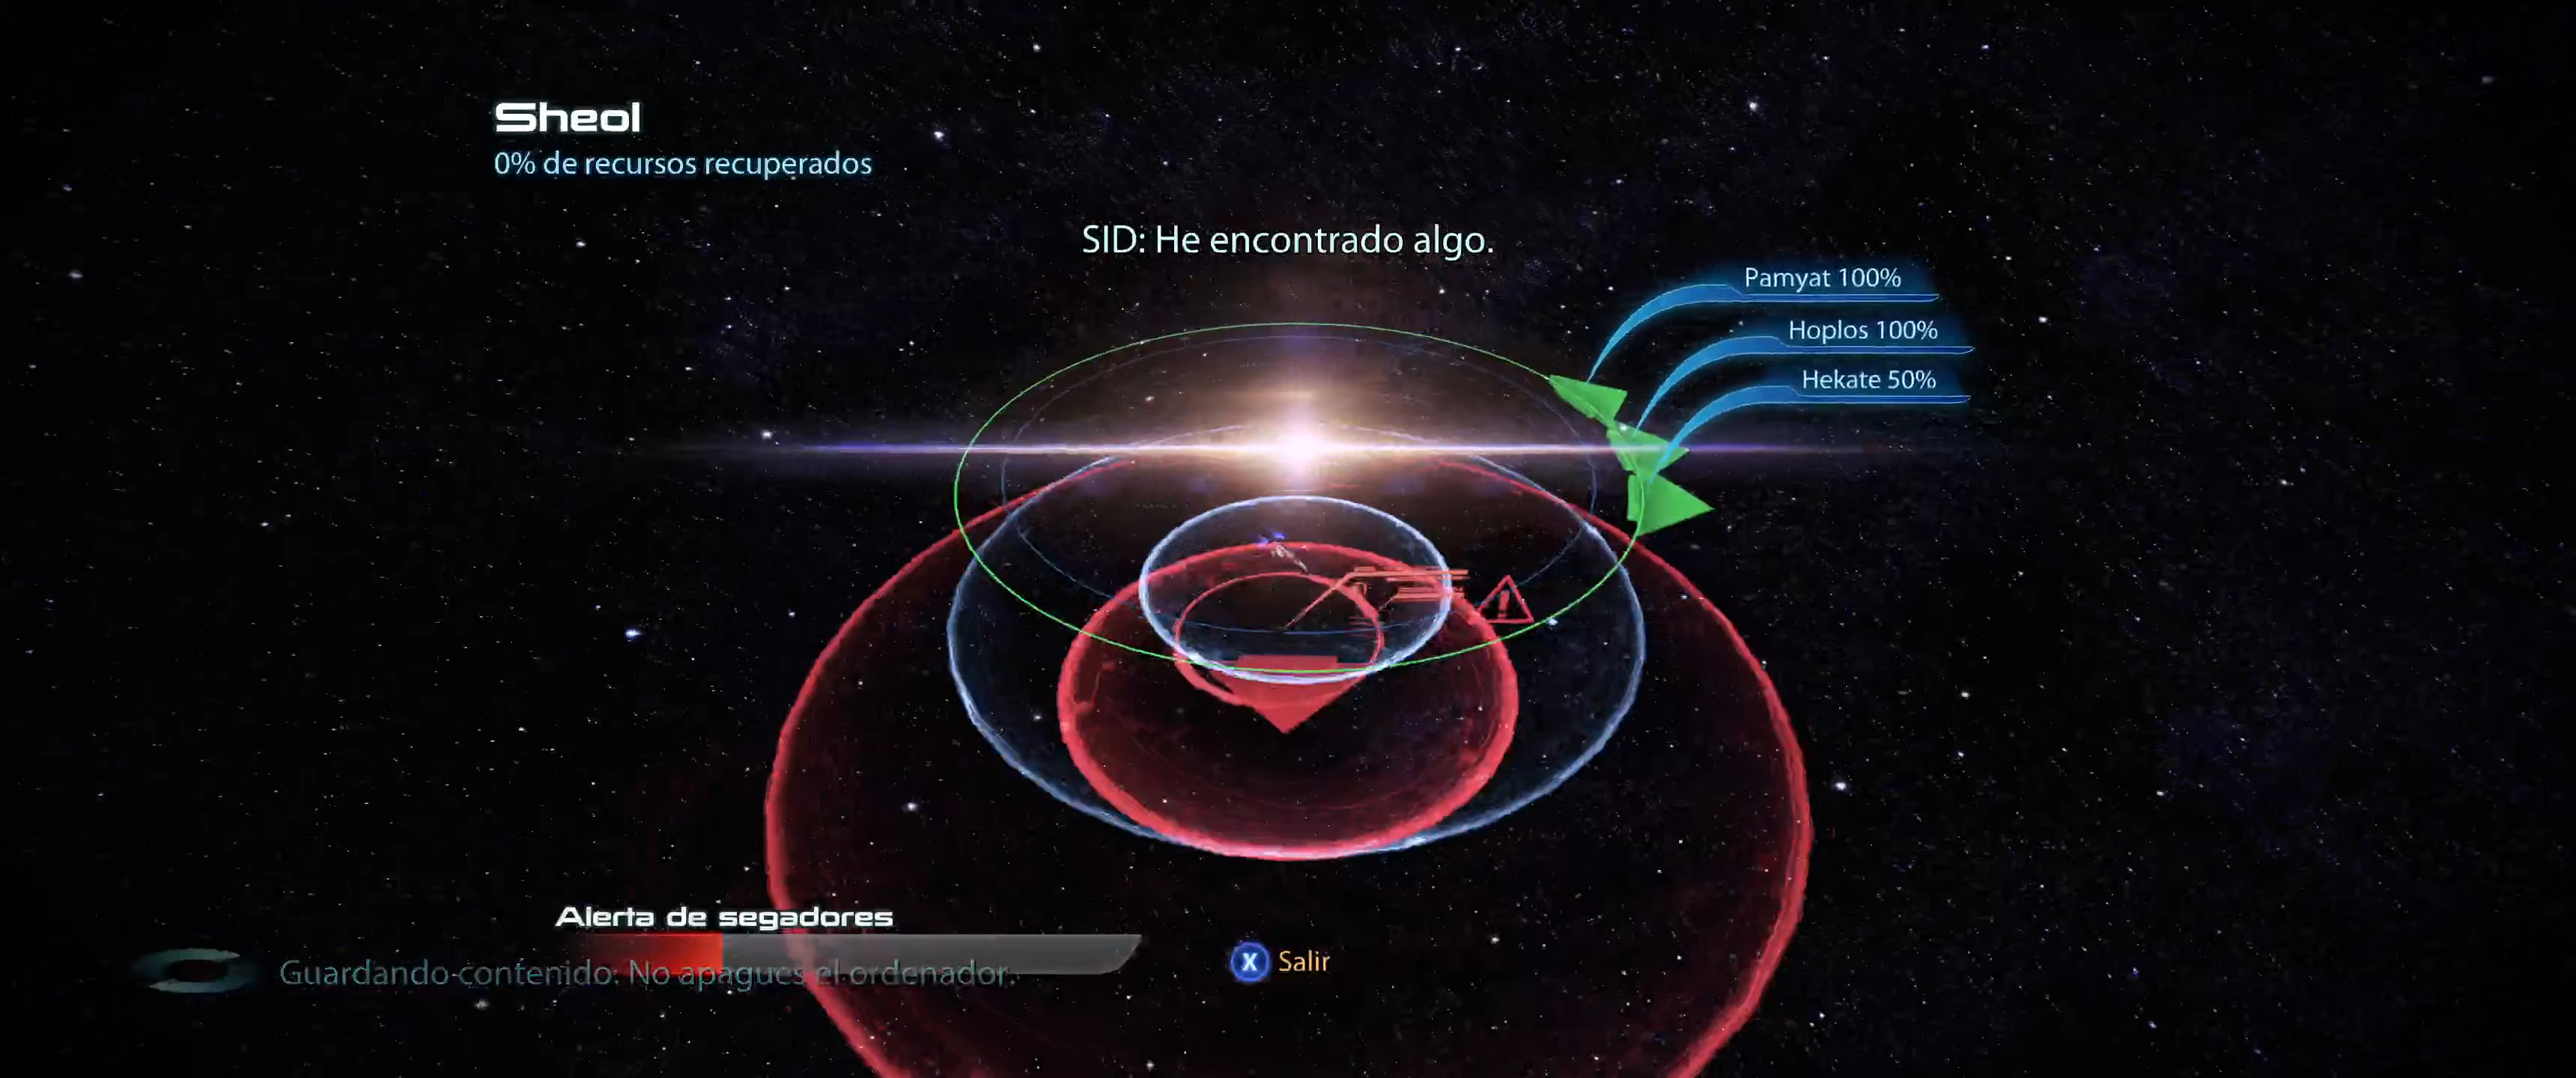 Sheol
0% de recursos recuperados
SID: He encontrado algo.
Pamyat 100%
Hoplos 100%
Hekate 50%
Alerta de segadores
Guardando contenido. No apagues el ordenador.
X Salir